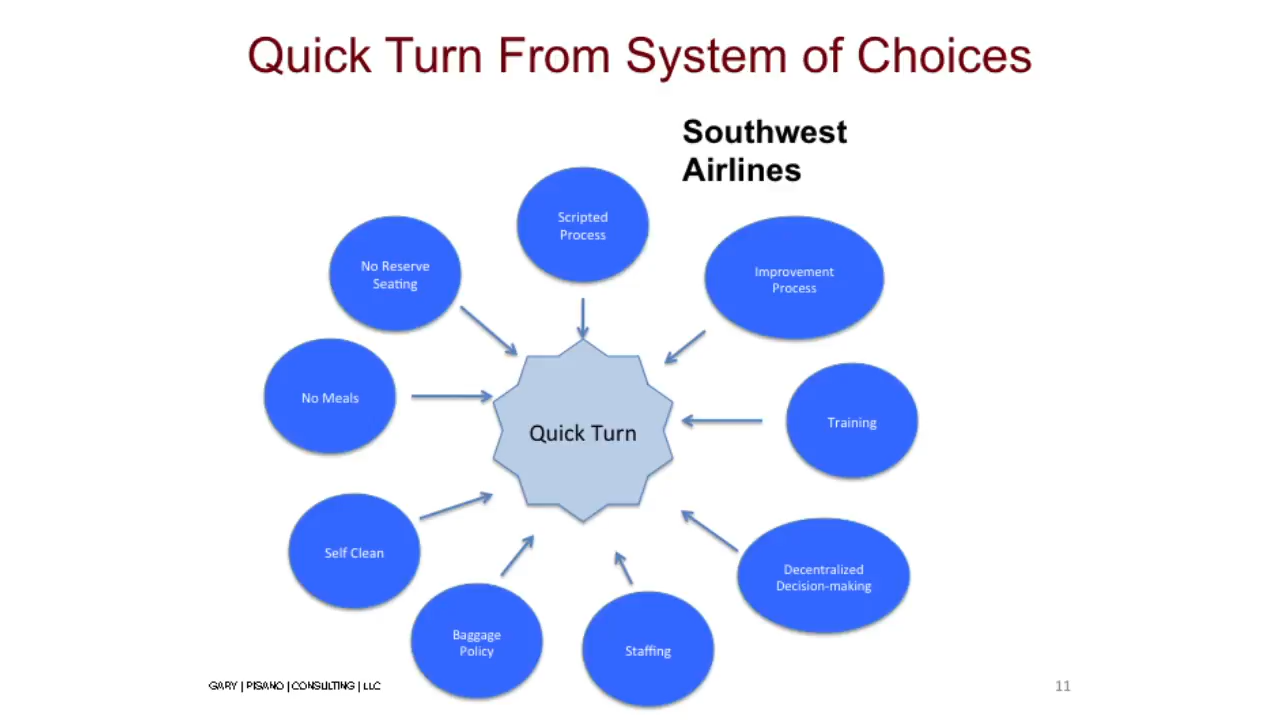 Quick Turn From System of Choices
Southwest
Airlines
Scripted
Process
No Reserve
Seating
Improvement
Process
No Meals
Training
Quick Turn
Self Clean
Decentralized
Decision-making
Baggage
Policy
Staffing
GARY | PISANO | CONSULTING | LLC
11